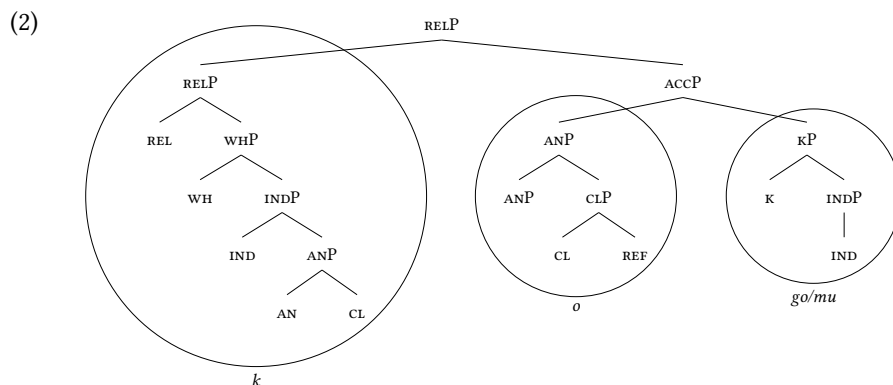 (2)
RELP
RELP ACCP
REL WHP ANP KP
WH INDP ANP CLP K INDP
IND ANP CL REF IND
AN CL
o go/mu
k